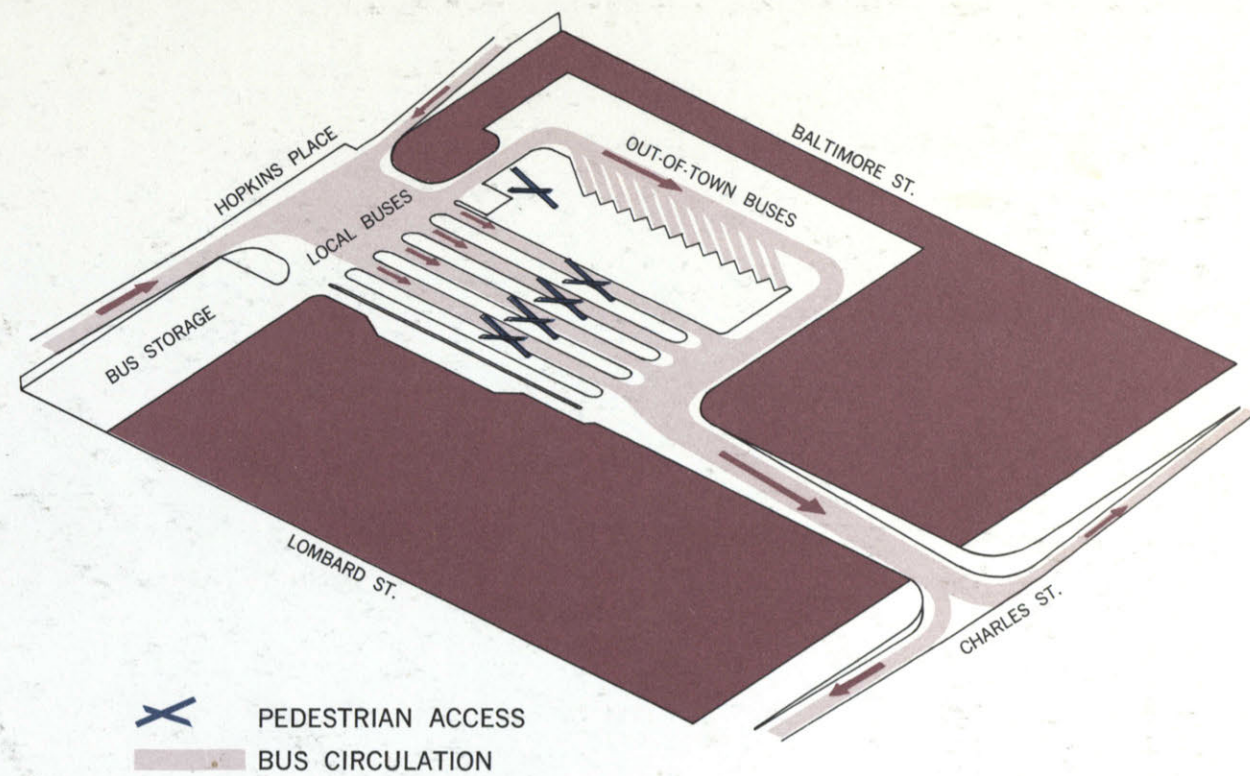 BALTIMORE ST.
HOPKINS PLACE
OUT-OF-TOWN BUSES
LOCAL BUSES
BUS STORAGE
LOMBARD ST.
CHARLES ST.
PEDESTRIAN ACCESS
BUS CIRCULATION